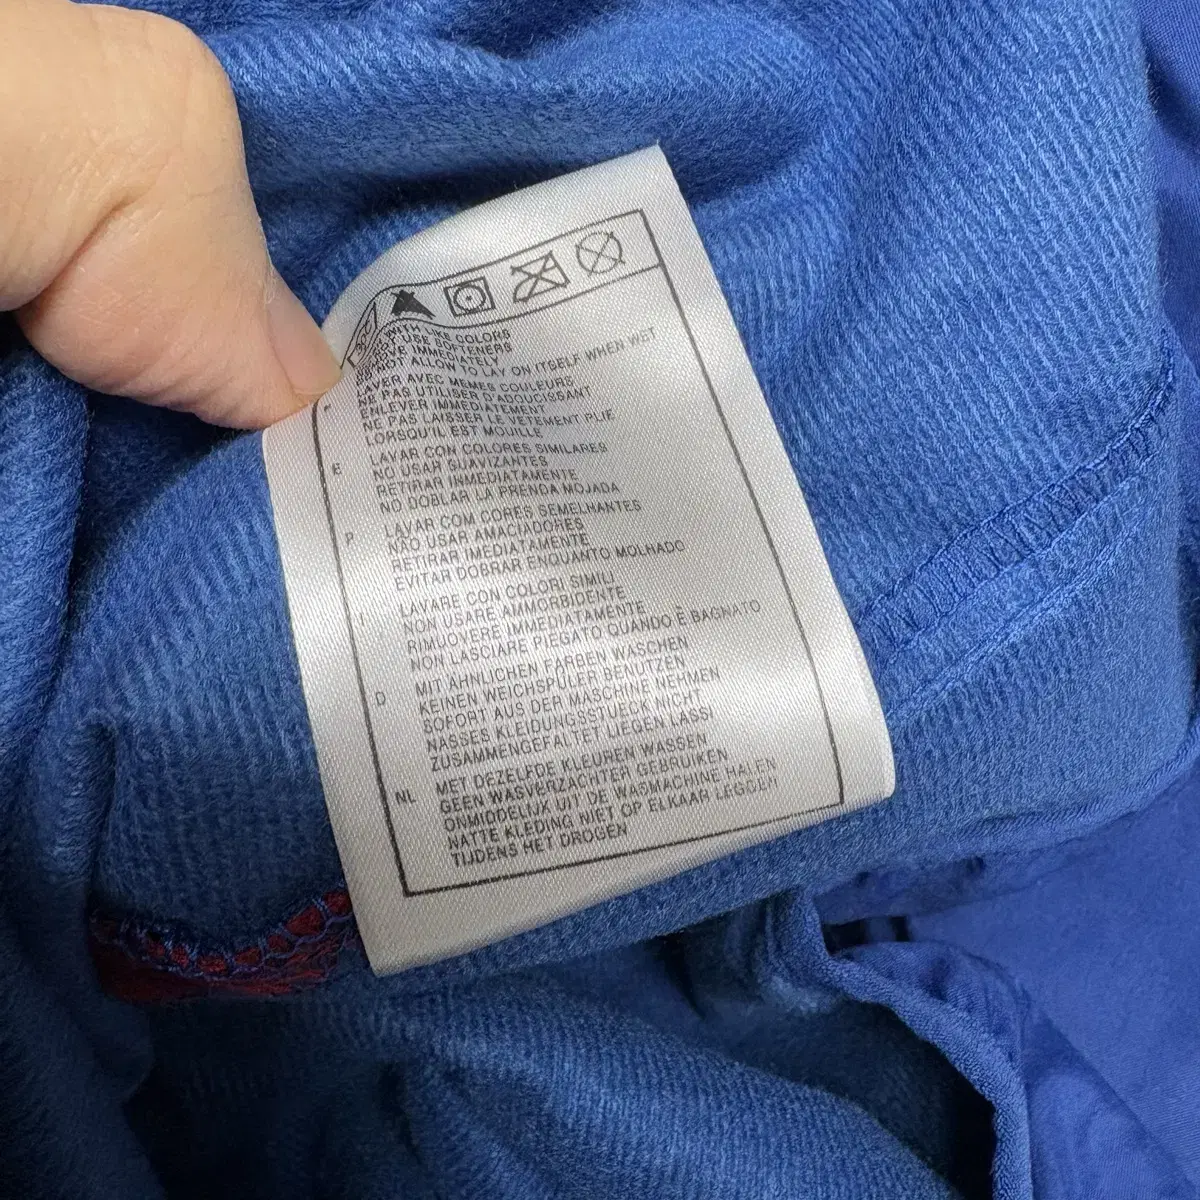 30C
WITH LIKE COLORS
NOT USE SOFTENERS
REMOVE IMMEDIATELY
DO NOT ALLOW TO LAY ON ITSELF WHEN WET
F LAVER AVEC MEMES COULEURS
NE PAS UTILISER D'ADOUCISSANT
ENLEVER IMMEDIATEMENT
NE PAS LAISSER LE VETEMENT PLIE
LORSQU'IL EST MOUILLE
E LAVAR CON COLORES SIMILARES
NO USAR SUAVIZANTES
RETIRAR INMEDIATAMENTE
NO DOBLAR LA PRENDA MOJADA
P LAVAR COM CORES SEMELHANTES
NAO USAR AMACIADORES
RETIRAR IMEDIATAMENTE
EVITAR DOBRAR ENQUANTO MOLHADO
I LAVARE CON COLORI SIMILI
NON USARE AMMORBIDENTE
RIMUOVERE IMMEDIATAMENTE
NON LASCIARE PIEGATO QUANDO È BAGNATO
D MIT ÄHNLICHEN FARBEN WASCHEN
KEINEN WEICHSPÜLER BENUTZEN
SOFORT AUS DER MASCHINE NEHMEN
NASSES KLEIDUNGSSTUECK NICHT
ZUSAMMENGEFALTET LIEGEN LASSI
NL MET DEZELFDE KLEUREN WASSEN
GEEN WASVERZACHTER GEBRUIKEN
ONMIDDELIJK UIT DE WASMACHINE HALEN
NATTE KLEDING NIET OP ELKAAR LEGGEN
TIJDENS HET DROGEN